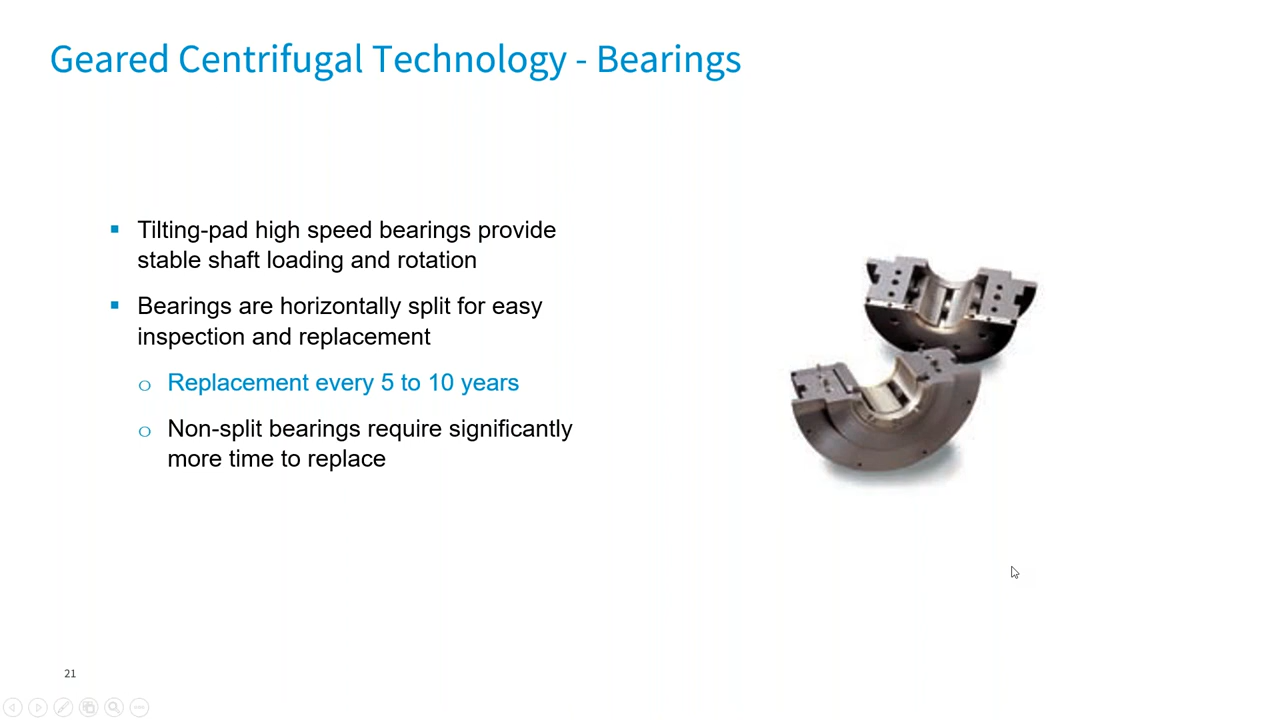 Geared Centrifugal Technology - Bearings
▪ Tilting-pad high speed bearings provide
stable shaft loading and rotation
▪ Bearings are horizontally split for easy
inspection and replacement
o Replacement every 5 to 10 years
o Non-split bearings require significantly
more time to replace
21